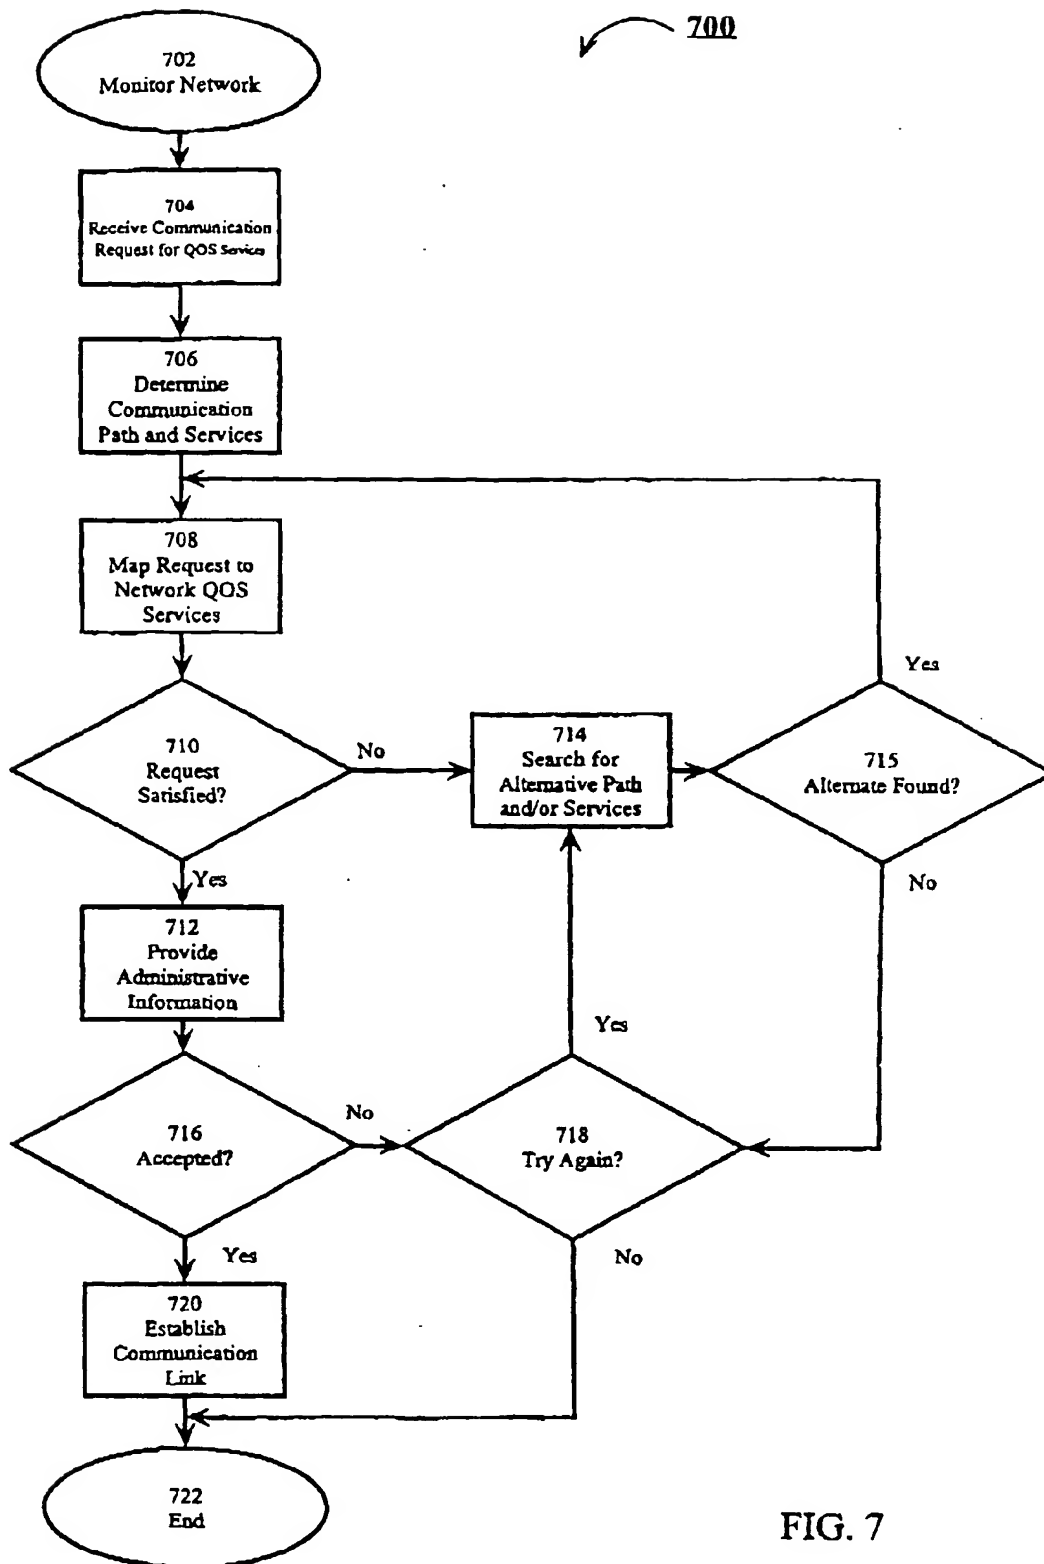 700
702
Monitor Network
704
Receive Communication
Request for QOS Services
706
Determine
Communication
Path and Services
708
Map Request to
Network QOS
Services
Yes
710
Request
Satisfied?
No
714
Search for
Alternative Path
and/or Services
715
Alternate Found?
Yes
No
712
Provide
Administrative
Information
Yes
716
Accepted?
No
718
Try Again?
Yes
No
720
Establish
Communication
Link
722
End
FIG. 7